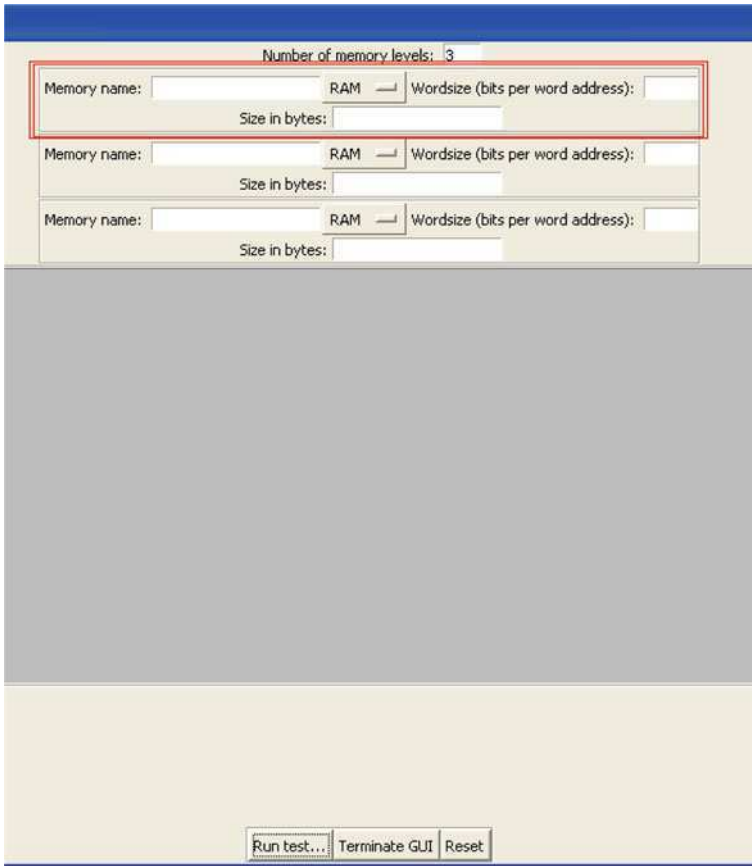 Number of memory levels: 3
Memory name: RAM Wordsize (bits per word address):
Size in bytes:
Memory name: RAM Wordsize (bits per word address):
Size in bytes:
Memory name: RAM Wordsize (bits per word address):
Size in bytes:
Run test... Terminate GUI Reset